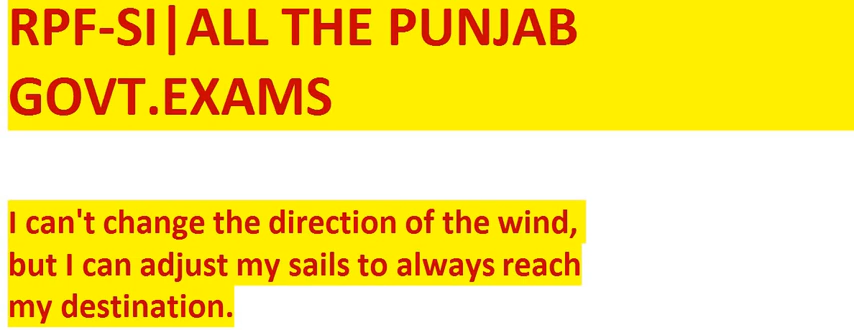 RPF-SI|ALL THE PUNJAB
GOVT.EXAMS
I can't change the direction of the wind,
but I can adjust my sails to always reach
my destination.